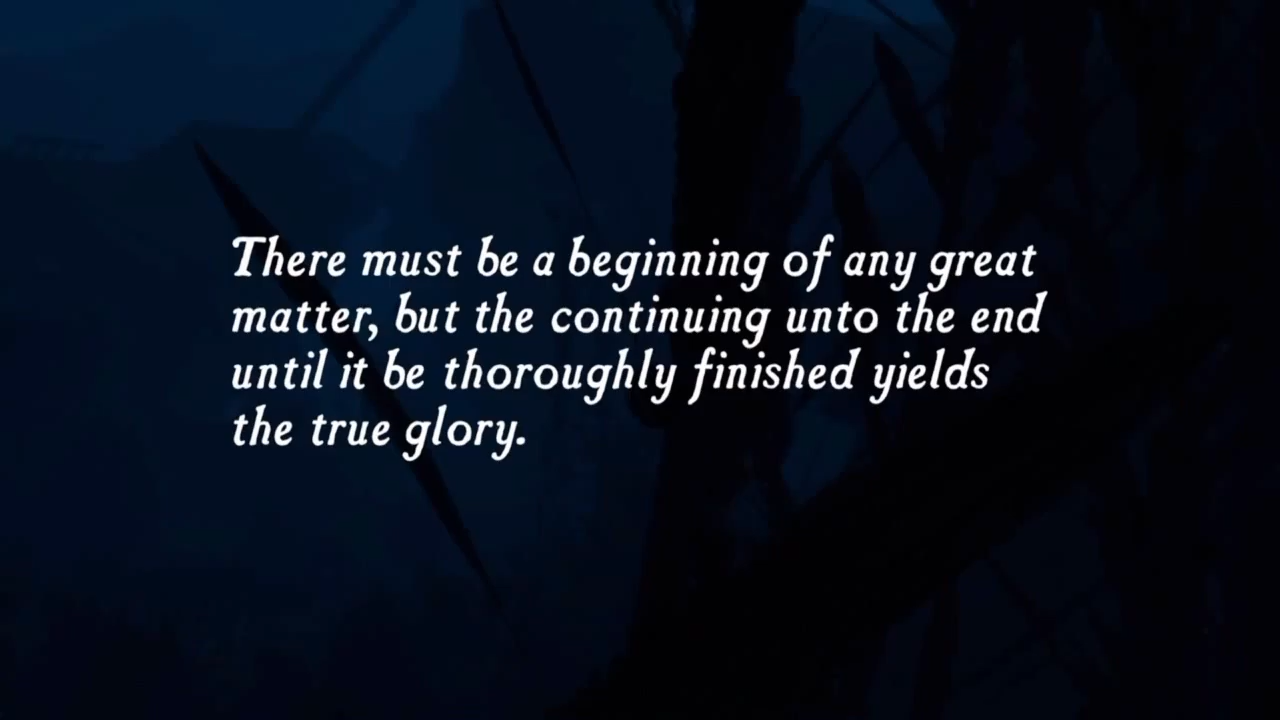 There must be a beginning of any great
matter, but the continuing unto the end
until it be thoroughly finished yields
the true glory.